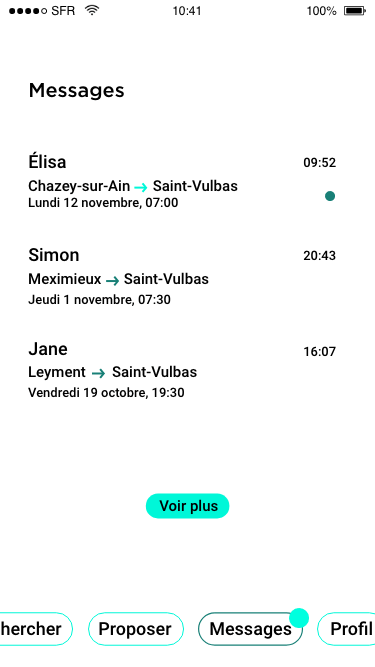 SFR 10:41 100%
Messages
Élisa 09:52
Chazey-sur-Ain → Saint-Vulbas
Lundi 12 novembre, 07:00
Simon 20:43
Meximieux → Saint-Vulbas
Jeudi 1 novembre, 07:30
Jane 16:07
Leyment → Saint-Vulbas
Vendredi 19 octobre, 19:30
Voir plus
hercher Proposer Messages Profil